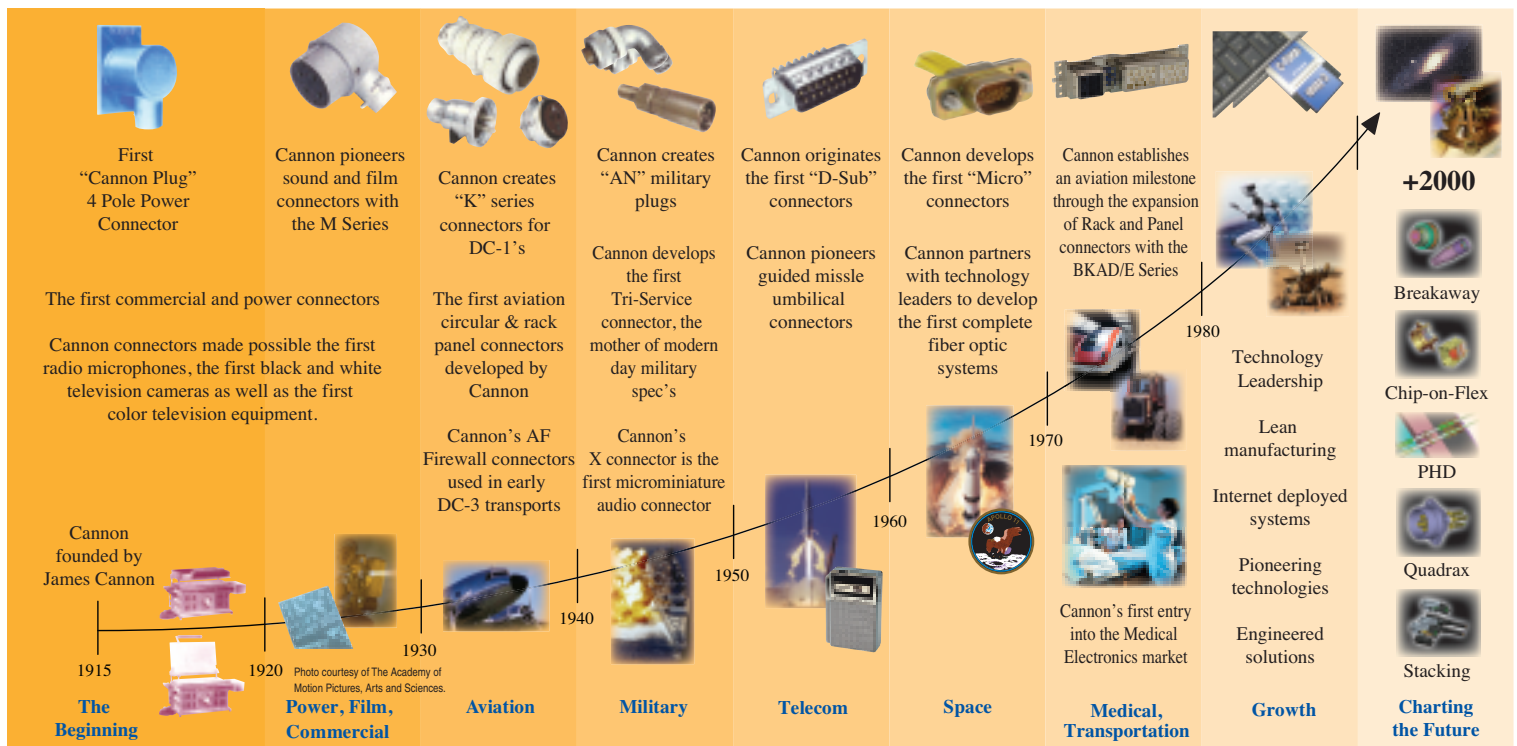 First
“Cannon Plug”
4 Pole Power
Connector
The first commercial and power connectors
Cannon connectors made possible the first
radio microphones, the first black and white
television cameras as well as the first
color television equipment.
Cannon
founded by
James Cannon
1915
The
Beginning
Cannon pioneers
sound and film
connectors with
the M Series
1920
Photo courtesy of The Academy of
Motion Pictures, Arts and Sciences.
Power, Film,
Commercial
Cannon creates
“K” series
connectors for
DC-1's
The first aviation
circular & rack
panel connectors
developed by
Cannon
Cannon's AF
Firewall connectors
used in early
DC-3 transports
1930
Aviation
Cannon creates
“AN” military
plugs
Cannon develops
the first
Tri-Service
connector, the
mother of modern
day military
spec's
Cannon's
X connector is the
first microminiature
audio connector
1940
Military
Cannon originates
the first “D-Sub”
connectors
Cannon pioneers
guided missle
umbilical
connectors
1950
Telecom
Cannon develops
the first “Micro”
connectors
Cannon partners
with technology
leaders to develop
the first complete
fiber optic
systems
1960
APOLLO 11
Space
Cannon establishes
an aviation milestone
through the expansion
of Rack and Panel
connectors with the
BKAD/E Series
1970
Cannon's first entry
into the Medical
Electronics market
Medical,
Transportation
1980
Technology
Leadership
Lean
manufacturing
Internet deployed
systems
Pioneering
technologies
Engineered
solutions
Growth
+2000
Breakaway
Chip-on-Flex
PHD
Quadrax
Stacking
Charting
the Future